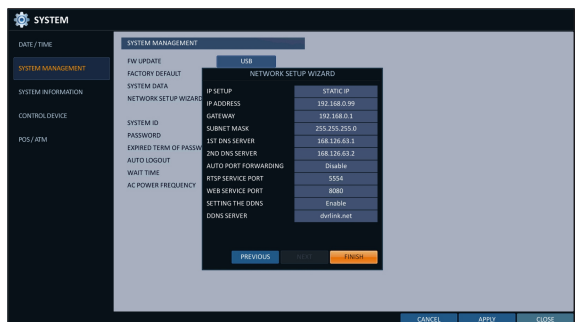 SYSTEM
DATE / TIME
SYSTEM MANAGEMENT
SYSTEM INFORMATION
CONTROL DEVICE
POS / ATM
SYSTEM MANAGEMENT
FW UPDATE USB
FACTORY DEFAULT
SYSTEM DATA
NETWORK SETUP WIZARD
SYSTEM ID
PASSWORD
EXPIRED TERM OF PASSW
AUTO LOGOUT
WAIT TIME
AC POWER FREQUENCY
NETWORK SETUP WIZARD
IP SETUP STATIC IP
IP ADDRESS 192.168.0.99
GATEWAY 192.168.0.1
SUBNET MASK 255.255.255.0
1ST DNS SERVER 168.126.63.1
2ND DNS SERVER 168.126.63.2
AUTO PORT FORWARDING Disable
RTSP SERVICE PORT 5554
WEB SERVICE PORT 8080
SETTING THE DDNS Enable
DDNS SERVER dvrlink.net
PREVIOUS NEXT FINISH
CANCEL APPLY CLOSE